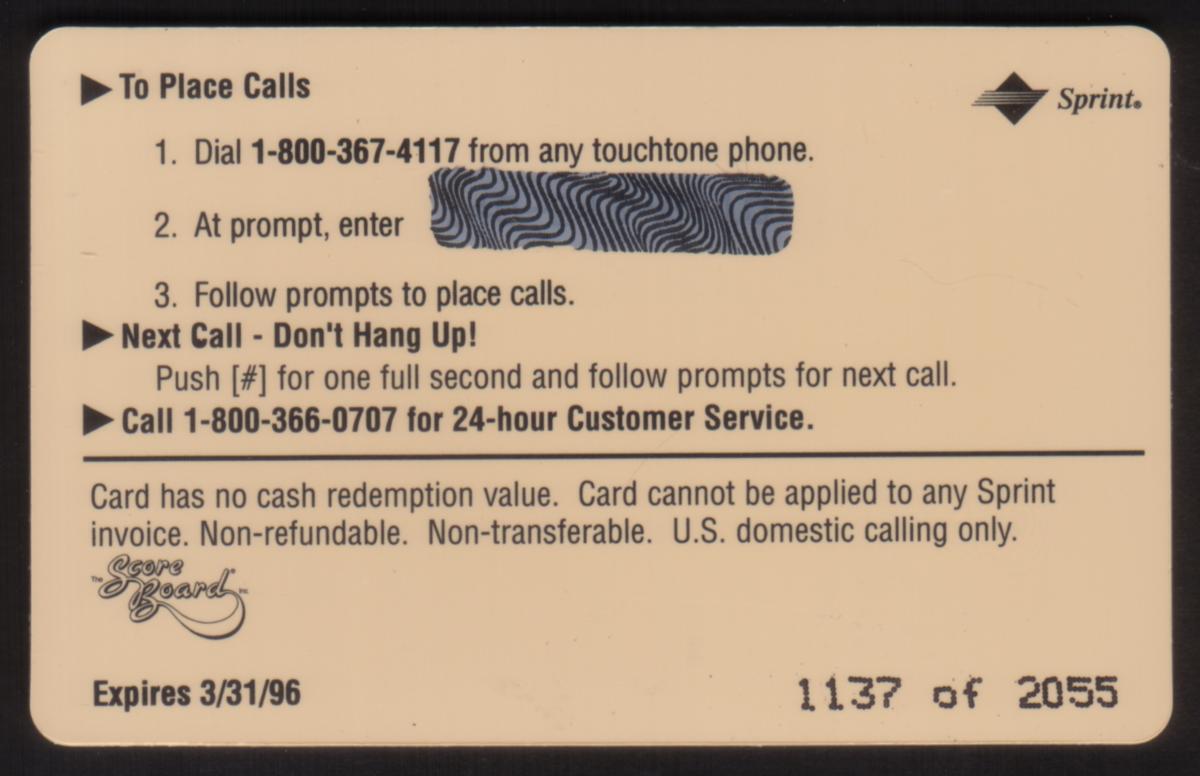 ▶ To Place Calls
Sprint®
1. Dial 1-800-367-4117 from any touchtone phone.
2. At prompt, enter
3. Follow prompts to place calls.
▶ Next Call - Don't Hang Up!
Push [#] for one full second and follow prompts for next call.
▶ Call 1-800-366-0707 for 24-hour Customer Service.
Card has no cash redemption value. Card cannot be applied to any Sprint
invoice. Non-refundable. Non-transferable. U.S. domestic calling only.
The Score
Board® Inc.
Expires 3/31/96
1137 of 2055